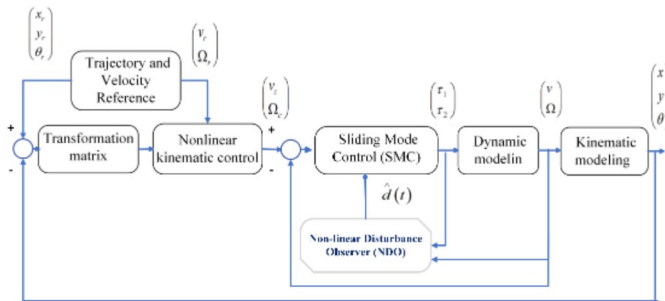 x_r
y_r
θ_r
v_r
Ω_r
Trajectory and
Velocity
Reference
v_c
Ω_c
τ_1
τ_2
v
Ω
x
y
θ
+
-
Transformation
matrix
Nonlinear
kinematic control
+
-
Sliding Mode
Control (SMC)
Dynamic
modelin
Kinematic
modeling
d̂(t)
Non-linear Disturbance
Observer (NDO)